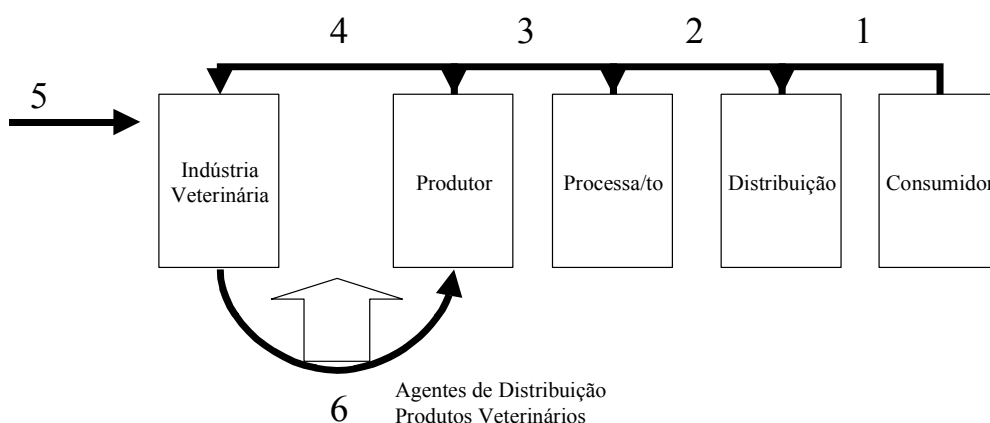 4 3 2 1
5
Indústria
Veterinária
Produtor
Processa/to
Distribuição
Consumidor
6
Agentes de Distribuição
Produtos Veterinários